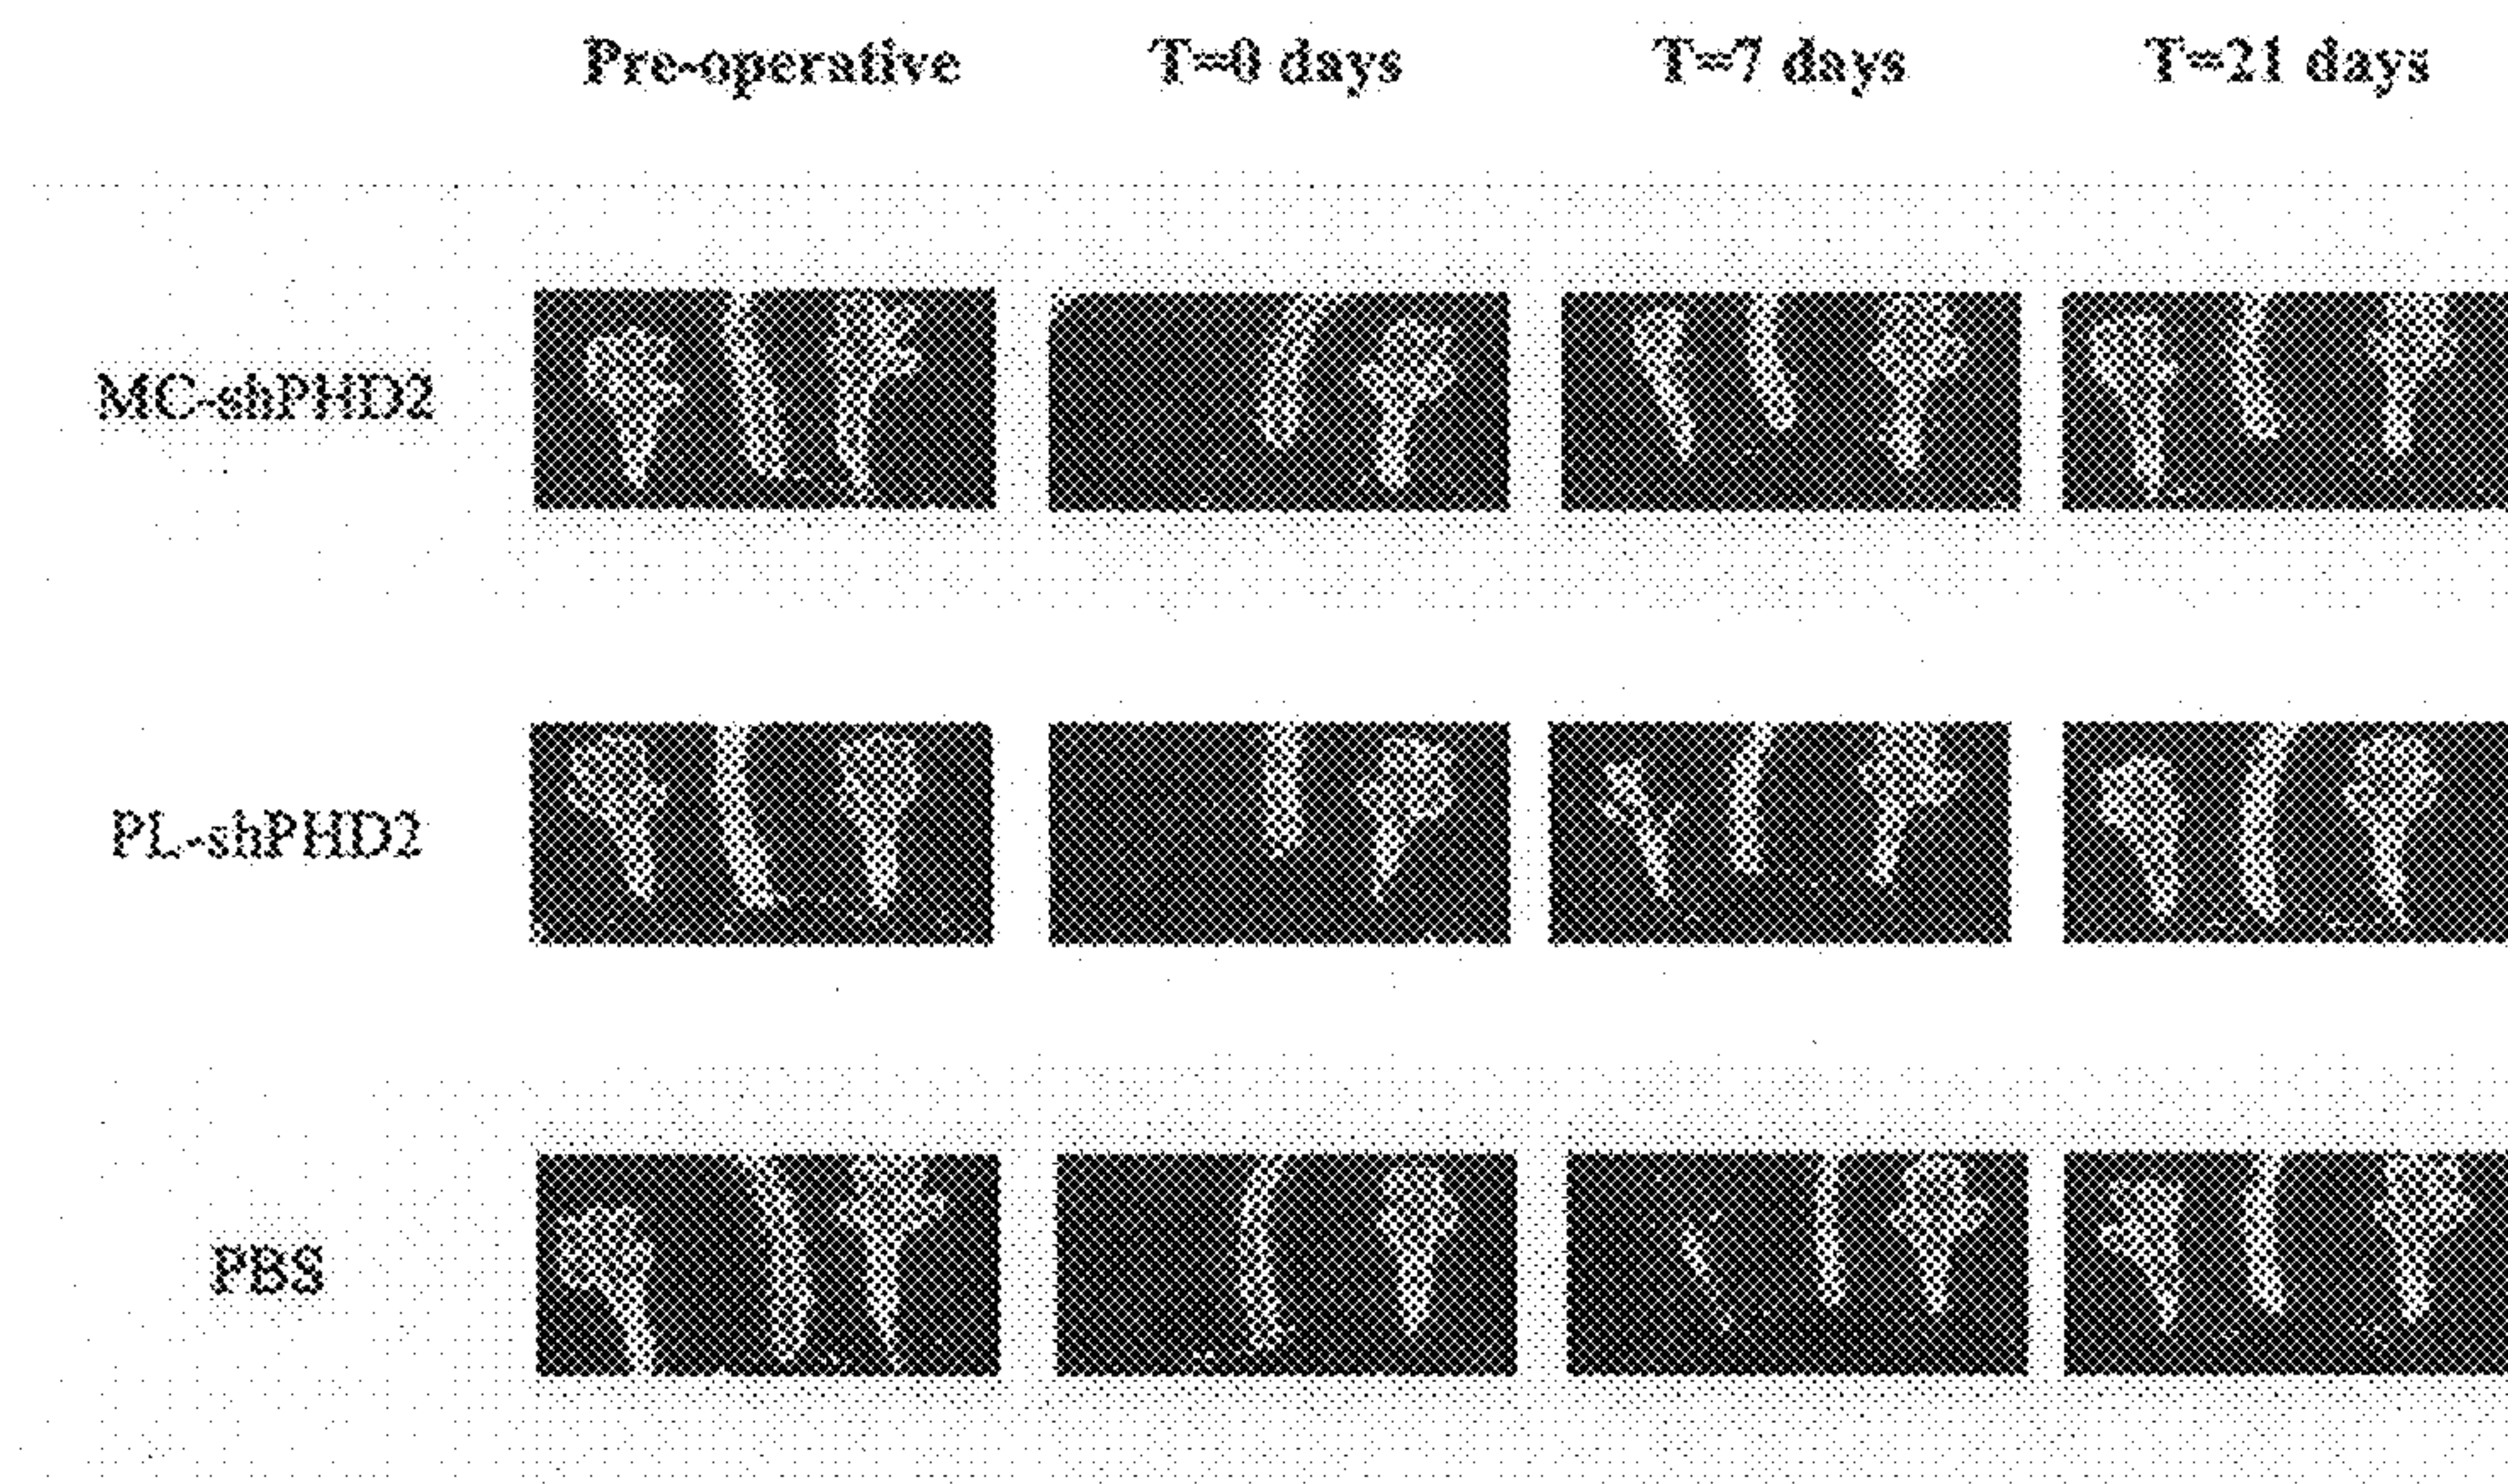 Pre-operative T=0 days T=7 days T=21 days
MC-shPHD2
PL-shPHD2
PBS